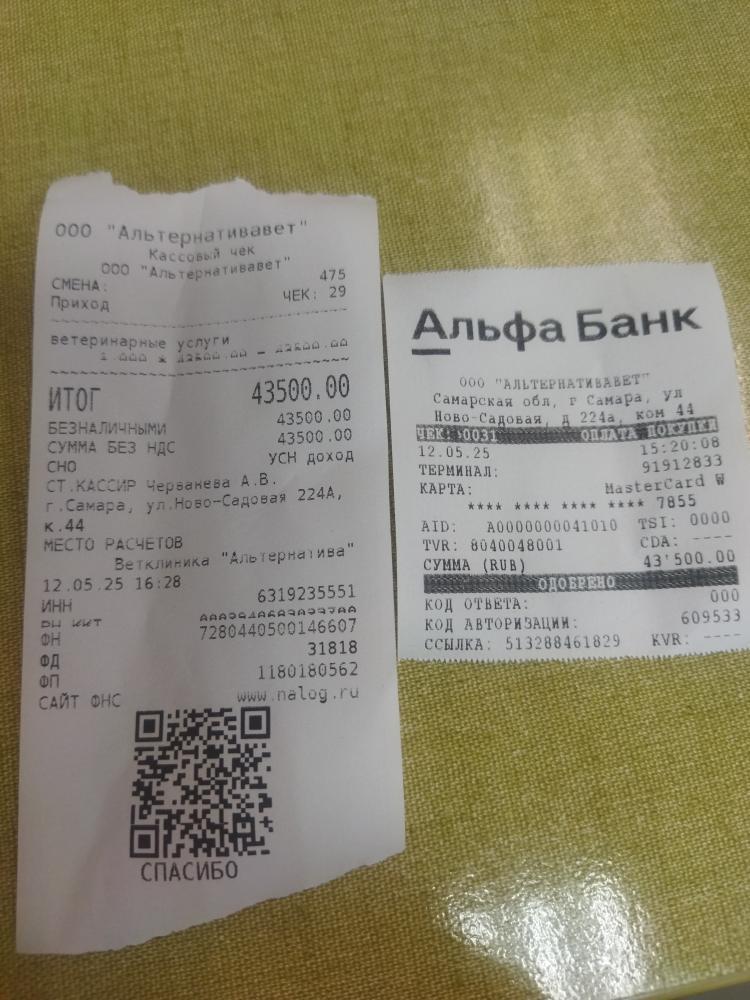 ООО "Альтернативавет"
Кассовый чек
ООО "Альтернативавет"
СМЕНА: 475
Приход ЧЕК: 29
ветеринарные услуги
ИТОГ 43500.00
БЕЗНАЛИЧНЫМИ 43500.00
СУММА БЕЗ НДС 43500.00
СНО УСН доход
СТ.КАССИР Черванева А.В.
г.Самара, ул.Ново-Садовая 224А,
к.44
МЕСТО РАСЧЕТОВ
Ветклиника "Альтернатива"
12.05.25 16:28
ИНН 6319235551
РН ККТ
ФН 7280440500146607
ФД 31818
ФП 1180180562
САЙТ ФНС www.nalog.ru
СПАСИБО
Альфа Банк
ООО "АЛЬТЕРНАТИВАВЕТ"
Самарская обл, г Самара, ул
Ново-Садовая, д 224а, ком 44
ЧЕК: 0031 ОПЛАТА ПОКУПКИ
12.05.25 15:20:08
ТЕРМИНАЛ: 91912833
КАРТА: MasterCard W
**** **** **** **** 7855
AID: A0000000041010 TSI: 0000
TVR: 8040048001 CDA: ----
СУММА (RUB) 43'500.00
ОДОБРЕНО
КОД ОТВЕТА: 000
КОД АВТОРИЗАЦИИ: 609533
ССЫЛКА: 513288461829 KVR: ----